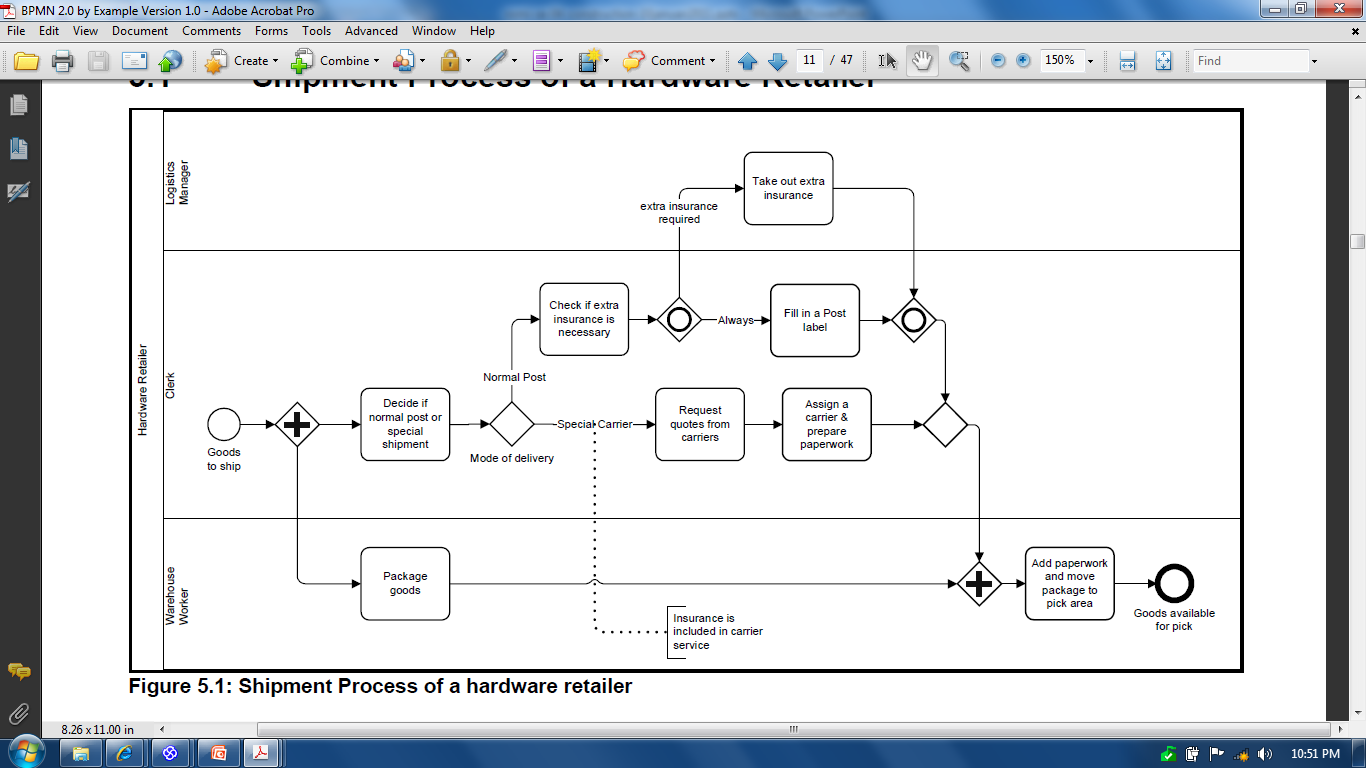 BPMN 2.0 by Example Version 1.0 - Adobe Acrobat Pro
File Edit View Document Comments Forms Tools Advanced Window Help
Create Combine Comment 11 / 47 150% Find
Shipment Process of a Hardware Retailer
Hardware Retailer
Logistics
Manager
Take out extra
insurance
extra insurance
required
Clerk
Check if extra
insurance is
necessary
Always
Fill in a Post
label
Normal Post
Goods
to ship
Decide if
normal post or
special
shipment
Mode of delivery
Special Carrier
Request
quotes from
carriers
Assign a
carrier &
prepare
paperwork
Warehouse
Worker
Package
goods
Insurance is
included in carrier
service
Add paperwork
and move
package to
pick area
Goods available
for pick
Figure 5.1: Shipment Process of a hardware retailer
8.26 x 11.00 in
10:51 PM